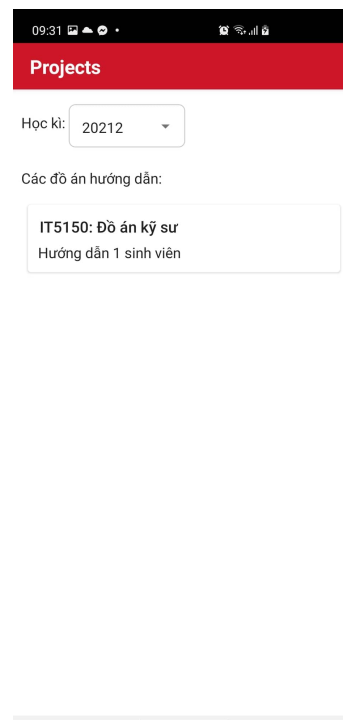 09:31
Projects
Học kì: 20212
Các đồ án hướng dẫn:
IT5150: Đồ án kỹ sư
Hướng dẫn 1 sinh viên